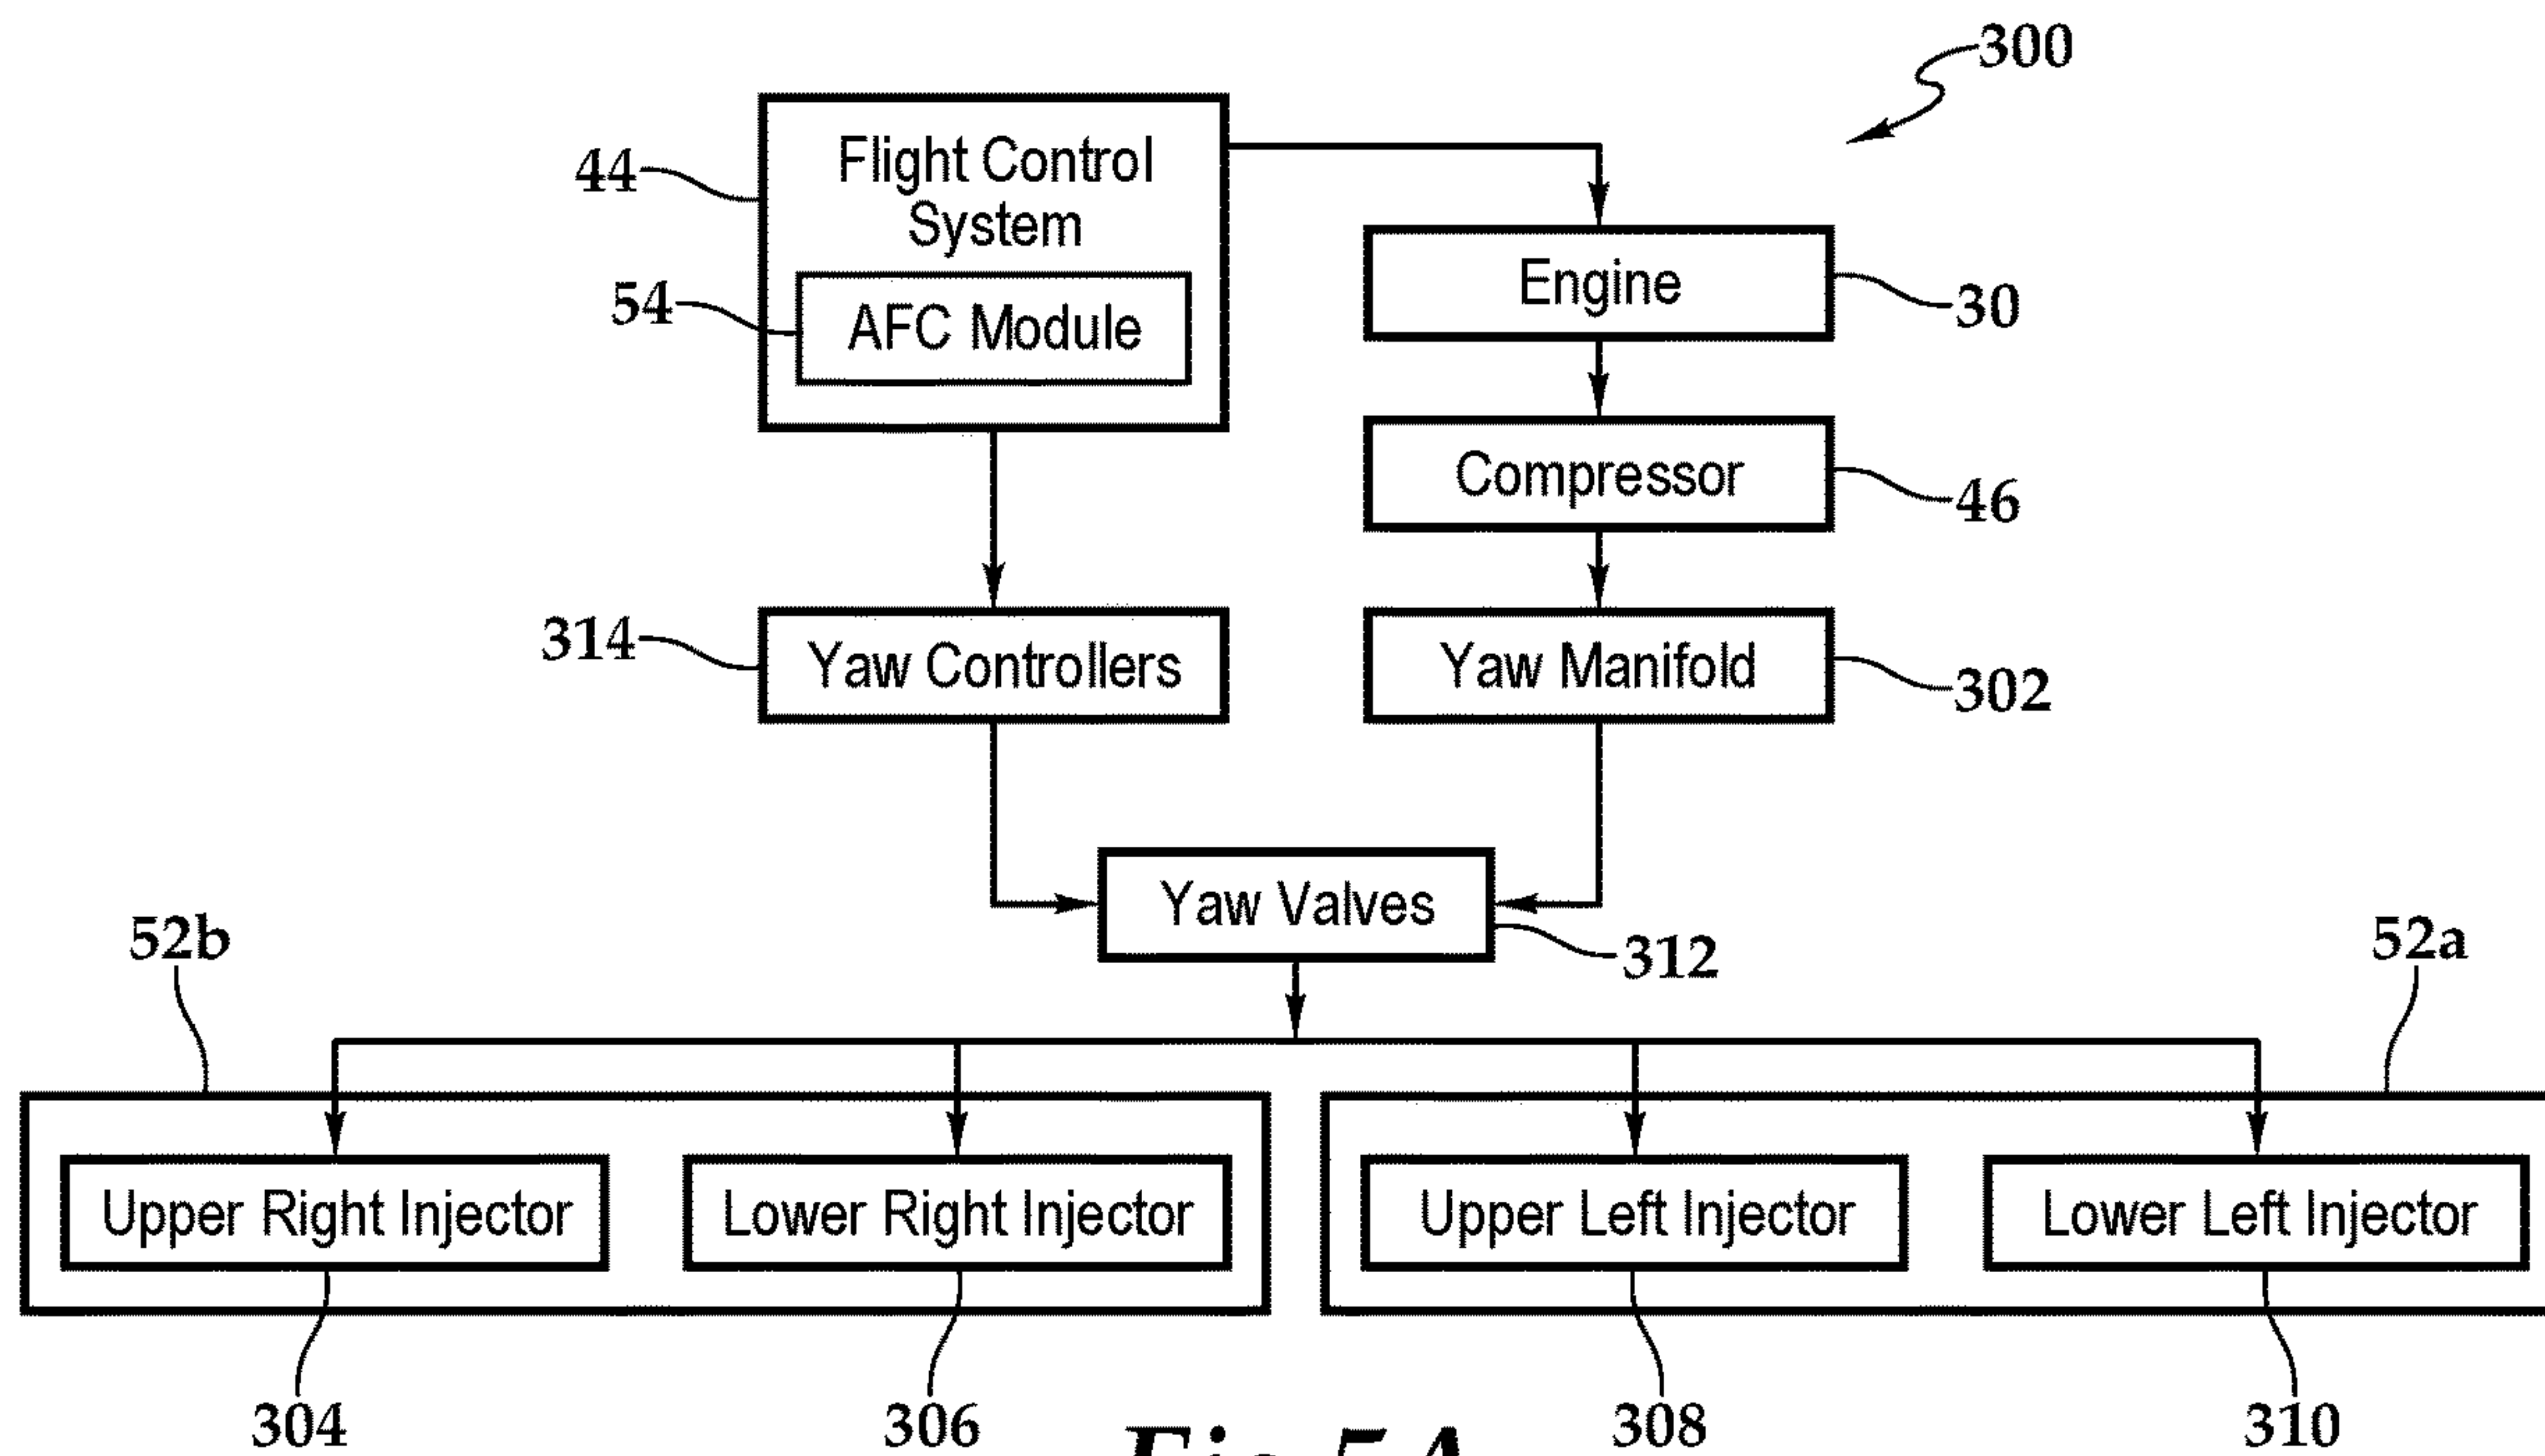 300
44
Flight Control
System
54
AFC Module
Engine
30
Compressor
46
314
Yaw Controllers
Yaw Manifold
302
Yaw Valves
312
52b
52a
Upper Right Injector
Lower Right Injector
Upper Left Injector
Lower Left Injector
304
306
308
310
Fig.5A